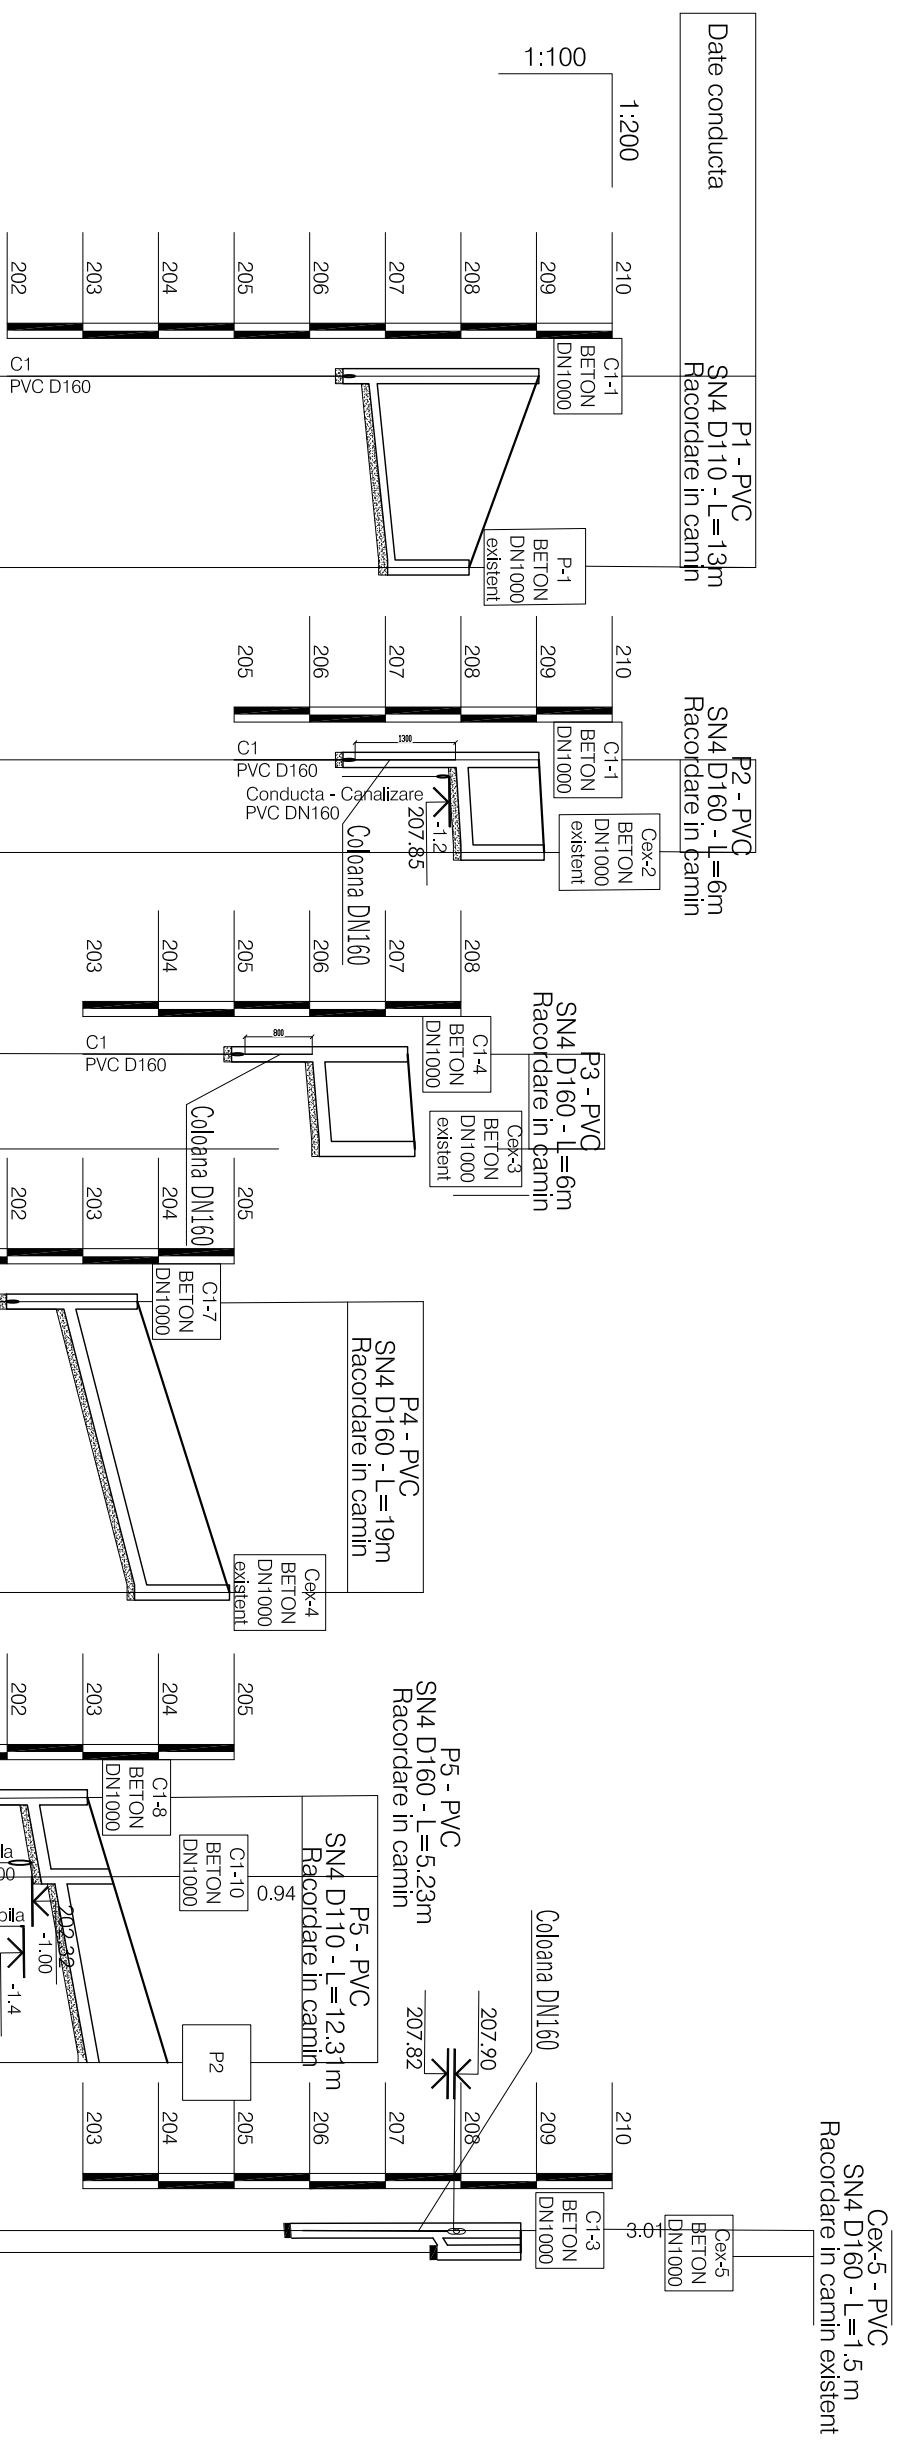 Date conducta
1:100
1:200
P1 - PVC
SN4 D110 - L=13m
Racordare in camin
210
209
208
207
206
205
204
203
202
C1-1
BETON
DN1000
C1
PVC D160
P-1
BETON
DN1000
existent
P2 - PVC
SN4 D160 - L=6m
Racordare in camin
210
209
208
207
206
205
C1-1
BETON
DN1000
1300
C1
PVC D160
Conducta - Canalizare
PVC DN160
-1.2
207.85
Coloana DN160
Cex-2
BETON
DN1000
existent
P3 - PVC
SN4 D160 - L=6m
Racordare in camin
208
207
206
205
204
203
C1-4
BETON
DN1000
800
C1
PVC D160
Coloana DN160
Cex-3
BETON
DN1000
existent
P4 - PVC
SN4 D160 - L=19m
Racordare in camin
205
204
203
202
C1-7
BETON
DN1000
Cex-4
BETON
DN1000
existent
P5 - PVC
SN4 D160 - L=5.23m
Racordare in camin
205
204
203
202
C1-8
BETON
DN1000
C1-10
BETON
DN1000
0.94
P5 - PVC
SN4 D110 - L=12.31m
Racordare in camin
202.32
-1.00
-1.4
P2
Coloana DN160
207.90
207.82
210
209
208
207
206
205
204
203
C1-3
BETON
DN1000
3.01
Cex-5
BETON
DN1000
Cex-5 - PVC
SN4 D160 - L=1.5 m
Racordare in camin existent